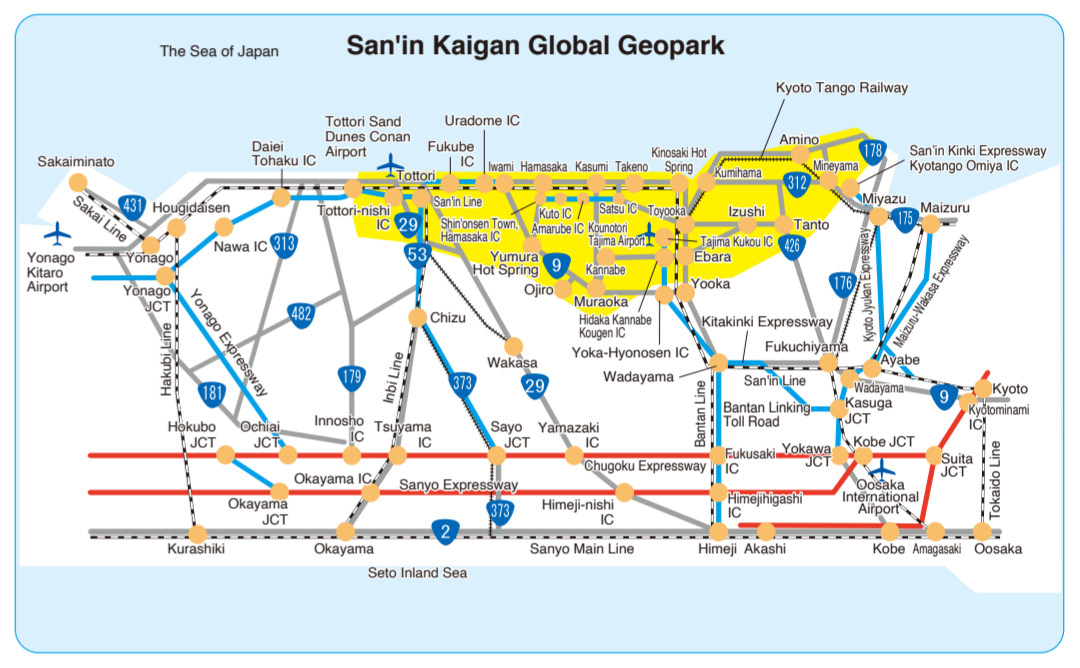 The Sea of Japan
San'in Kaigan Global Geopark
Kyoto Tango Railway
Tottori Sand
Dunes Conan
Airport
Uradome IC
Fukube
IC
Daiei
Tohaku IC
Sakaiminato
Tottori
Iwami
Hamasaka
Kasumi
Takeno
Kinosaki Hot
Spring
Amino
178
San'in Kinki Expressway
Kyotango Omiya IC
Mineyama
Kumihama
312
431
Sakai Line
Hougidaisen
Tottori-nishi
IC
29
San'in Line
Shin'onsen Town,
Hamasaka IC
Kuto IC
Amarube IC
Satsu IC
Toyooka
Izushi
Tanto
Miyazu
175
Maizuru
Yonago
Kitaro
Airport
Yonago
Nawa IC
313
53
Kounotori
Tajima Airport
Tajima Kukou IC
426
Yumura
Hot Spring
9
Kannabe
Ebara
Yonago
JCT
Ojiro
Muraoka
Yooka
176
Kyoto Jyukan Expressway
Maizuru-Wakasa Expressway
Yonago Expressway
482
Chizu
Hidaka Kannabe
Kougen IC
Kitakinki Expressway
Hakubi Line
Wakasa
Yoka-Hyonosen IC
Fukuchiyama
Ayabe
Wadayama
San'in Line
Wadayama
181
179
Inbi Line
373
29
Bantan Line
Bantan Linking
Toll Road
Kasuga
JCT
9
Kyoto
Kyotominami
IC
Hokubo
JCT
Ochiai
JCT
Innosho
IC
Tsuyama
IC
Sayo
JCT
Yamazaki
IC
Chugoku Expressway
Fukusaki
IC
Yokawa
JCT
Kobe JCT
Suita
JCT
Okayama IC
Sanyo Expressway
Okayama
JCT
373
Himeji-nishi
IC
Himejihigashi
IC
Oosaka
International
Airport
Tokaido Line
2
Kurashiki
Okayama
Sanyo Main Line
Himeji
Akashi
Kobe
Amagasaki
Oosaka
Seto Inland Sea